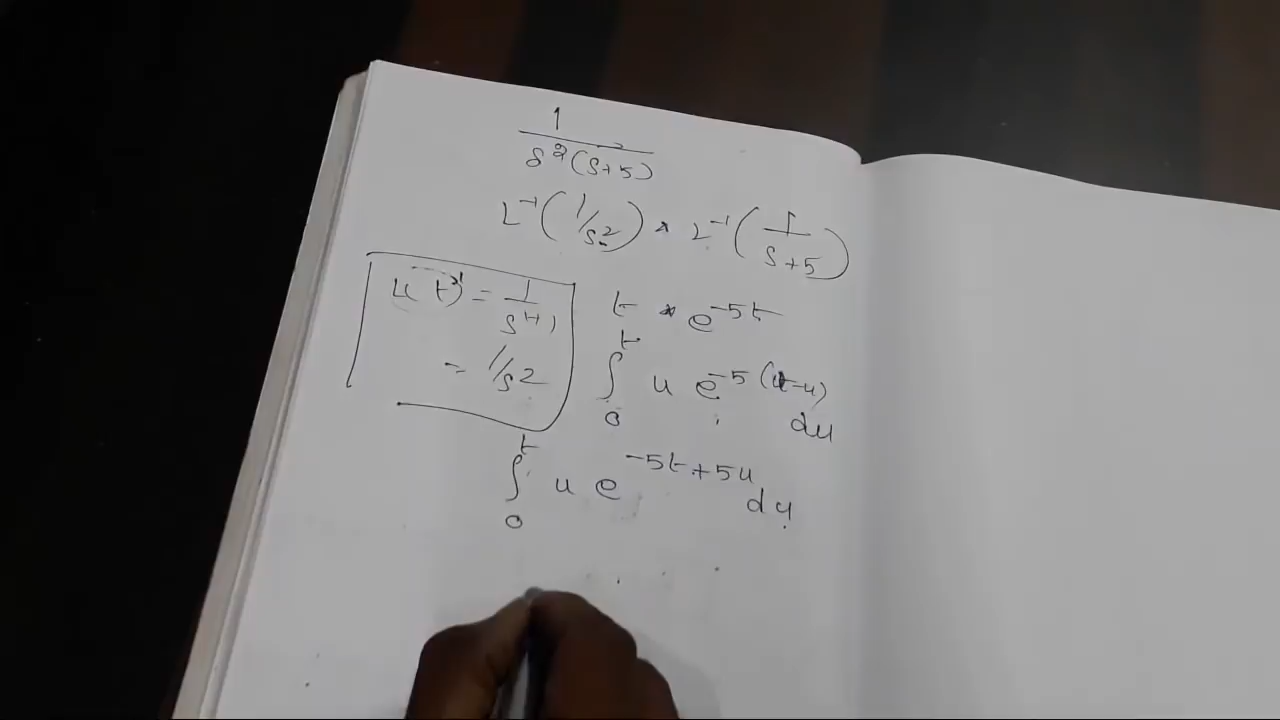 1/(s²(s+5))
L⁻¹(1/s²) * L⁻¹(1/(s+5))
L(t¹) = 1/s¹⁺¹
= 1/s²
t * e^(-5t)
∫₀ᵗ u e^(-5(t-u)) du
∫₀ᵗ u e^(-5t+5u) du